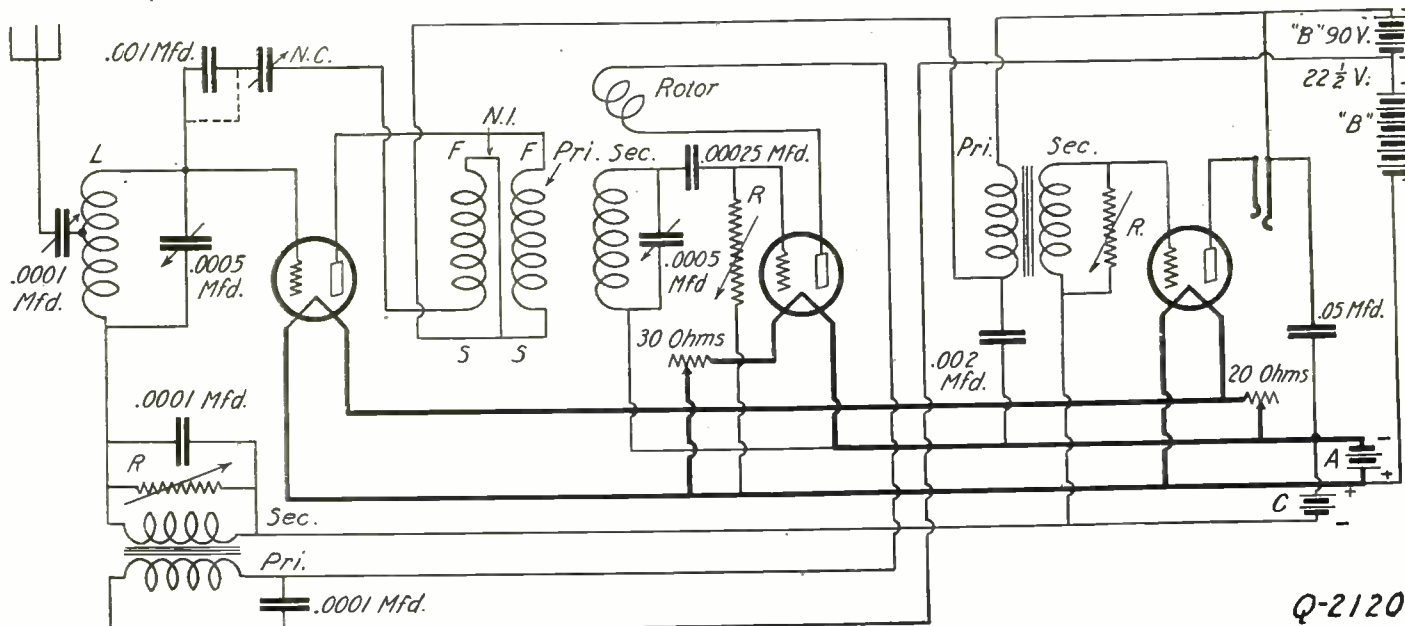 .001 Mfd.
N.C.
"B" 90 V.
22 ½ V.
"B"
Rotor
N.I.
L
F
F
Pri.
Sec.
.00025 Mfd.
Pri.
Sec.
R
R.
.0001
Mfd.
.0005
Mfd.
.0005
Mfd
S
S
30 Ohms
.002
Mfd.
.05 Mfd.
20 Ohms
.0001 Mfd.
R
Sec.
Pri.
.0001 Mfd.
-
A
+
+
C
-
Q-2120